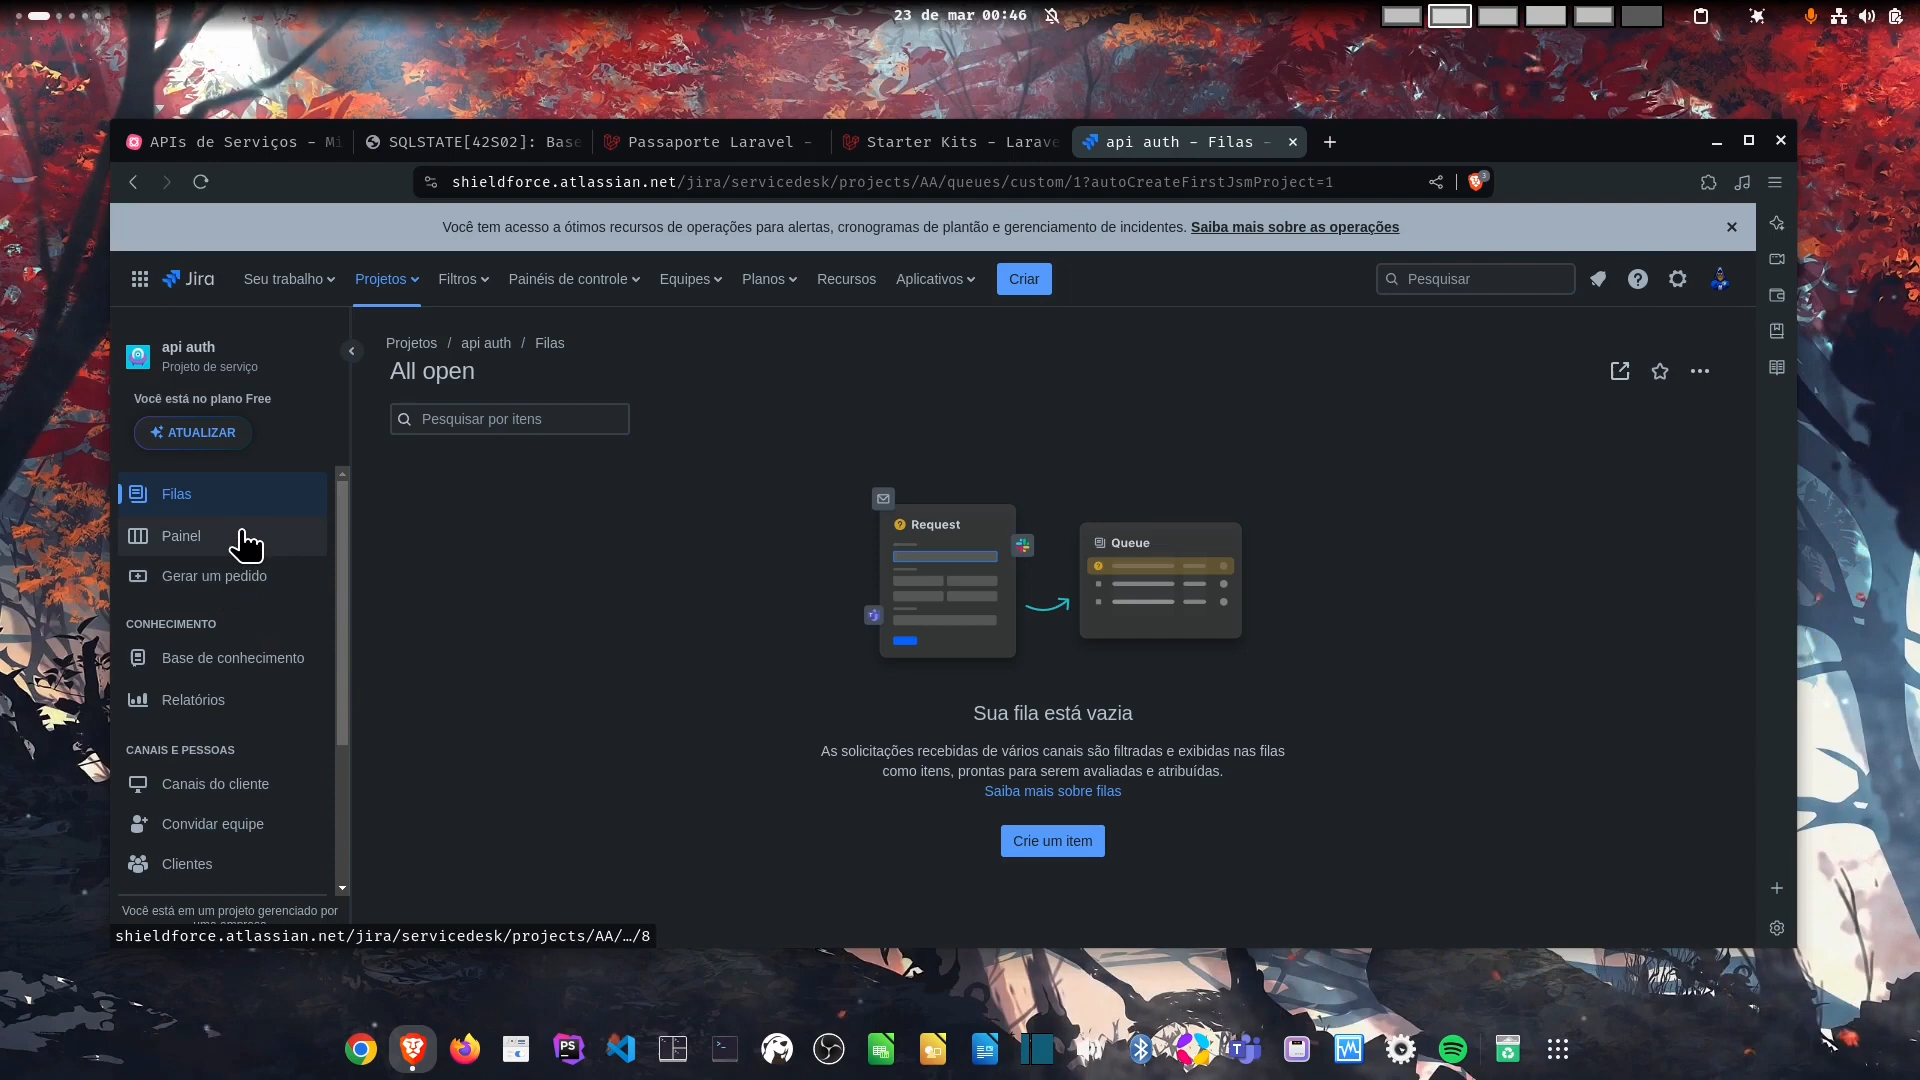 23 de mar 00:46
APIs de Serviços - Mi
SQLSTATE[42S02]: Base
Passaporte Laravel -
Starter Kits - Larave
api auth - Filas -
shieldforce.atlassian.net/jira/servicedesk/projects/AA/queues/custom/1?autoCreateFirstJsmProject=1
3
Você tem acesso a ótimos recursos de operações para alertas, cronogramas de plantão e gerenciamento de incidentes. Saiba mais sobre as operações
Jira
Seu trabalho
Projetos
Filtros
Painéis de controle
Equipes
Planos
Recursos
Aplicativos
Criar
Pesquisar
api auth
Projeto de serviço
Você está no plano Free
ATUALIZAR
Filas
Painel
Gerar um pedido
CONHECIMENTO
Base de conhecimento
Relatórios
CANAIS E PESSOAS
Canais do cliente
Convidar equipe
Clientes
Você está em um projeto gerenciado por
Projetos / api auth / Filas
All open
Pesquisar por itens
Request
Queue
Sua fila está vazia
As solicitações recebidas de vários canais são filtradas e exibidas nas filas
como itens, prontas para serem avaliadas e atribuídas.
Saiba mais sobre filas
Crie um item
shieldforce.atlassian.net/jira/servicedesk/projects/AA/…/8
PS